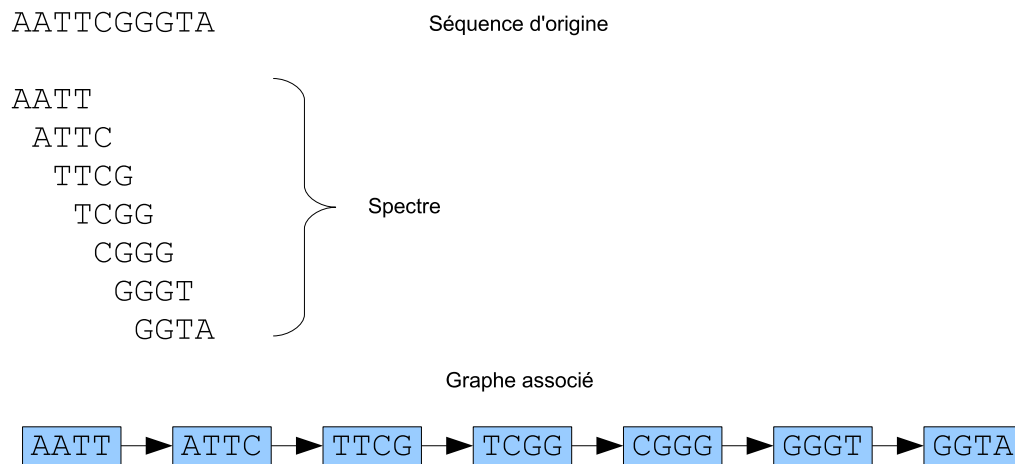 AATTCGGGTA Séquence d'origine
AATT
ATTC
TTCG
TCGG
CGGG
GGGT
GGTA
Spectre
Graphe associé
AATT ATTC TTCG TCGG CGGG GGGT GGTA